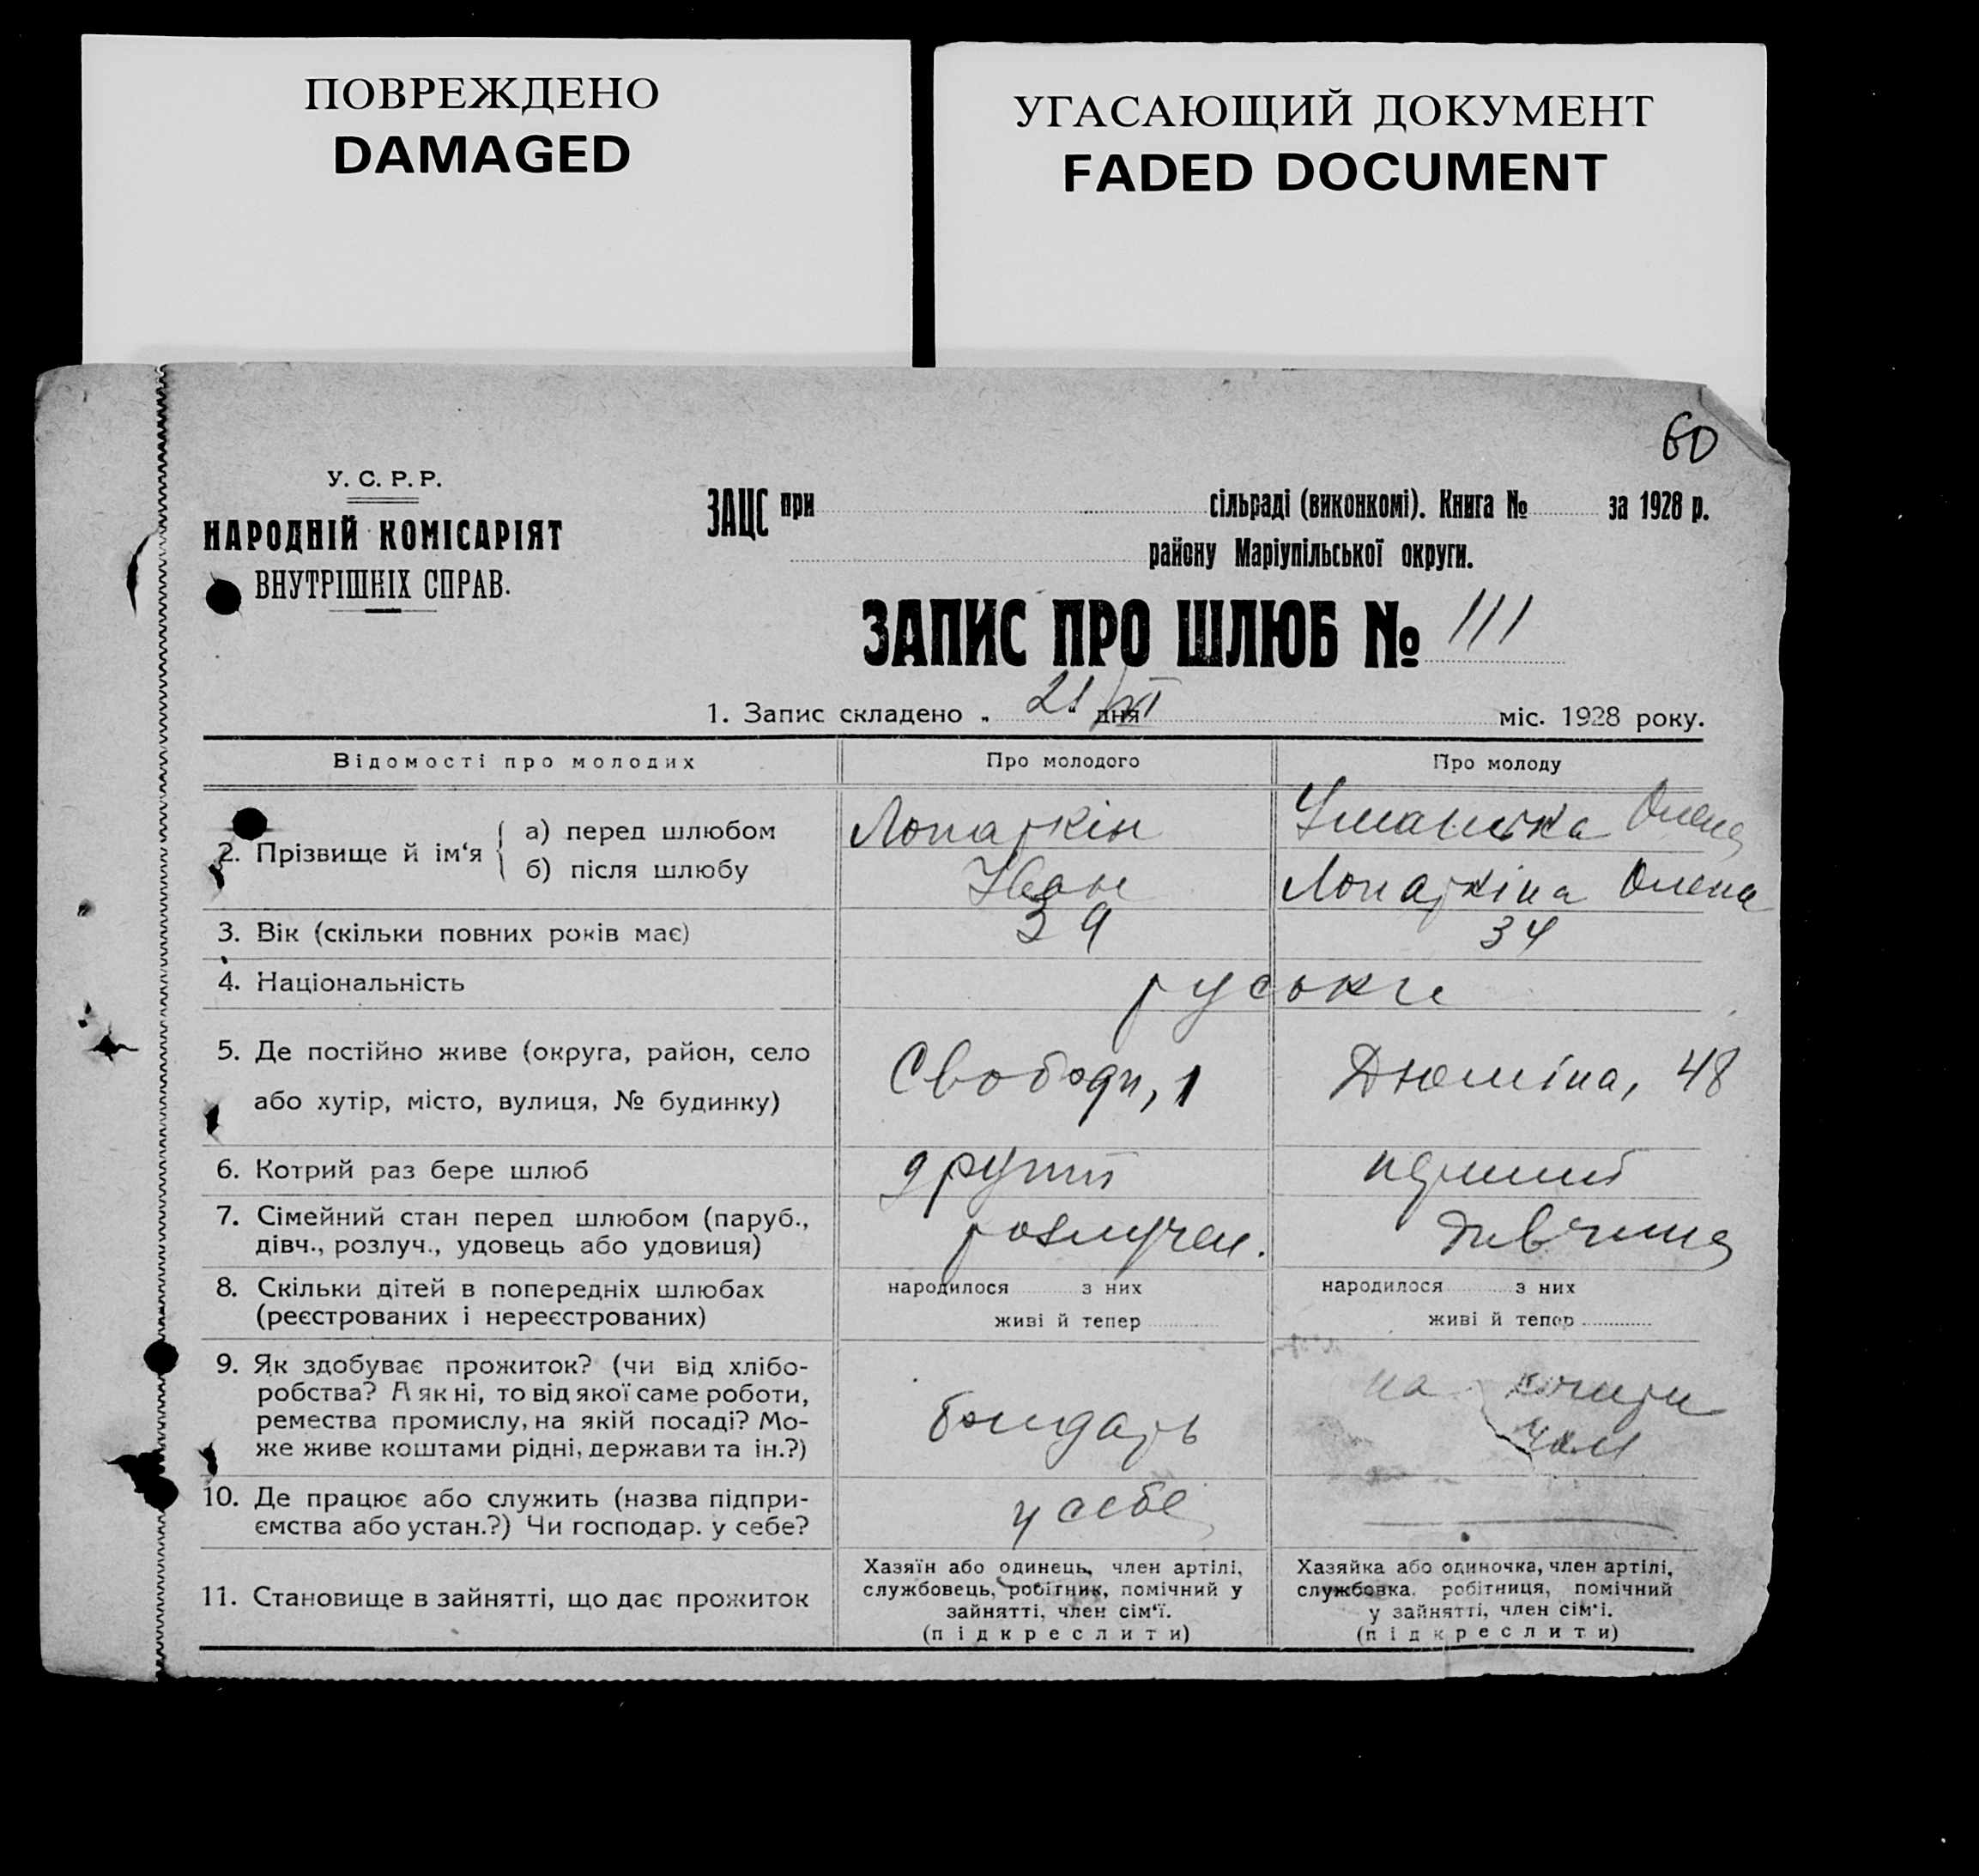 ПОВРЕЖДЕНО
DAMAGED
УГАСАЮЩИЙ ДОКУМЕНТ
FADED DOCUMENT
60
У. С. Р. Р.
НАРОДНІЙ КОМІСАРІЯТ
ВНУТРІШНІХ СПРАВ.
ЗАЦС при сільраді (виконкомі). Книга № за 1928 р.
району Маріупільської округи.
ЗАПИС ПРО ШЛЮБ № 111
1. Запис складено „ 21 “ дня міс. 1928 року.
Відомості про молодих Про молодого Про молоду
2. Прізвище й ім‘я
а) перед шлюбом Лопаткін Олена
б) після шлюбу Іван Лопаткіна Олена
3. Вік (скільки повних років має) 39 34
4. Національність руські
5. Де постійно живе (округа, район, село Свободи, 1 Дюміна, 48
або хутір, місто, вулиця, № будинку)
6. Котрий раз бере шлюб другий перший
7. Сімейний стан перед шлюбом (паруб., розлучен. дівчина
дівч., розлуч., удовець або удовиця)
8. Скільки дітей в попередніх шлюбах народилося з них народилося з них
(реєстрованих і нереєстрованих) живі й тепер живі й тепер
9. Як здобуває прожиток? (чи від хлібо-
робства? А як ні, то від якої саме роботи, на
ремества промислу, на якій посаді? Мо- бондарь
же живе коштами рідні, держави та ін.?)
10. Де працює або служить (назва підпри- у себе
ємства або устан.?) Чи господар. у себе?
11. Становище в зайнятті, що дає прожиток
Хазяїн або одинець, член артілі,
службовець, робітник, помічний у
зайнятті, член сім‘ї.
(підкреслити)
Хазяйка або одиночка, член артілі,
службовка, робітниця, помічний
у зайнятті, член сім‘і.
(підкреслити)